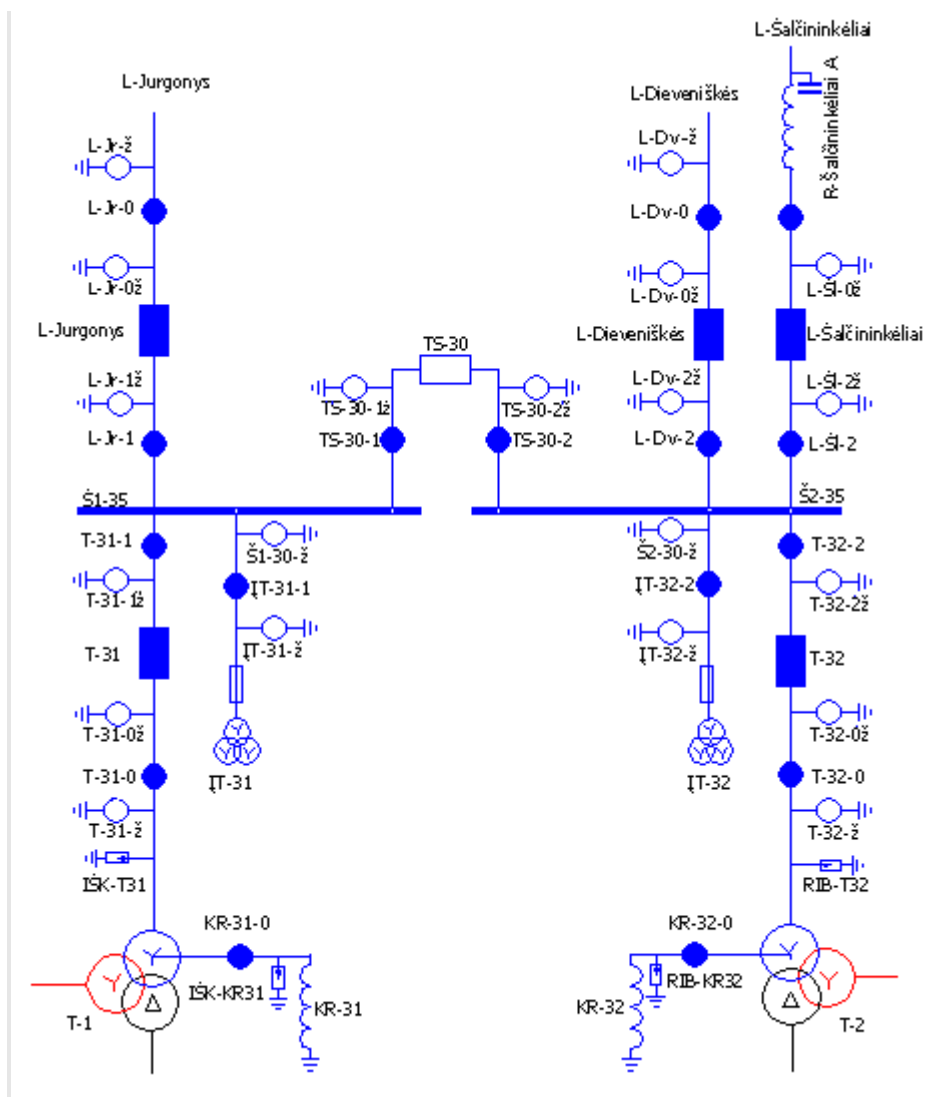 L-Šalčininkėliai
L-Jurgonys
L-Dieveniškės
R-Šalčininkėliai A
L-Jr-ž
L-Dv-ž
L-Jr-0
L-Dv-0
L-Jr-0ž
L-Dv-0ž
L-Šl-0ž
L-Jurgonys
TS-30
L-Dieveniškės
L-Šalčininkėliai
L-Jr-1ž
TS-30-1ž
TS-30-2ž
L-Dv-2ž
L-Šl-2ž
L-Jr-1
TS-30-1
TS-30-2
L-Dv-2
L-Šl-2
Š1-35
Š2-35
T-31-1
Š1-30-ž
Š2-30-ž
T-32-2
T-31-1ž
ĮT-31-1
ĮT-32-2
T-32-2ž
T-31
ĮT-31-ž
ĮT-32-ž
T-32
T-31-0ž
T-32-0ž
T-31-0
ĮT-31
ĮT-32
T-32-0
T-31-ž
T-32-ž
IŠK-T31
RIB-T32
KR-31-0
KR-32-0
IŠK-KR31
RIB-KR32
KR-31
KR-32
T-1
T-2